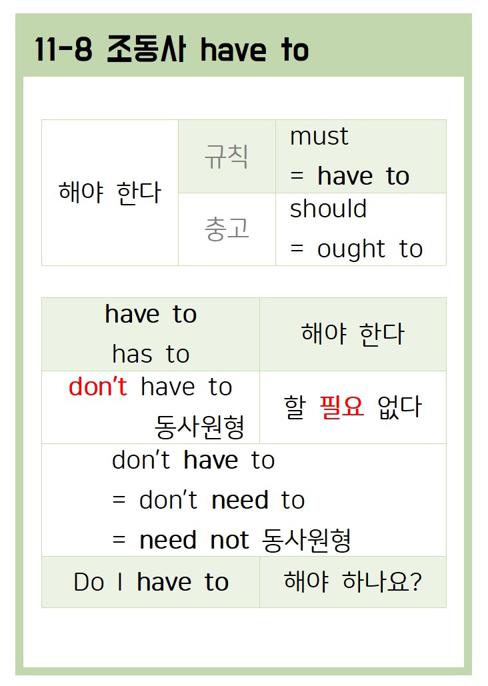 11-8 조동사 have to
해야 한다
규칙
must
= have to
충고
should
= ought to
have to
has to
해야 한다
don't have to
동사원형
할 필요 없다
don't have to
= don't need to
= need not 동사원형
Do I have to
해야 하나요?